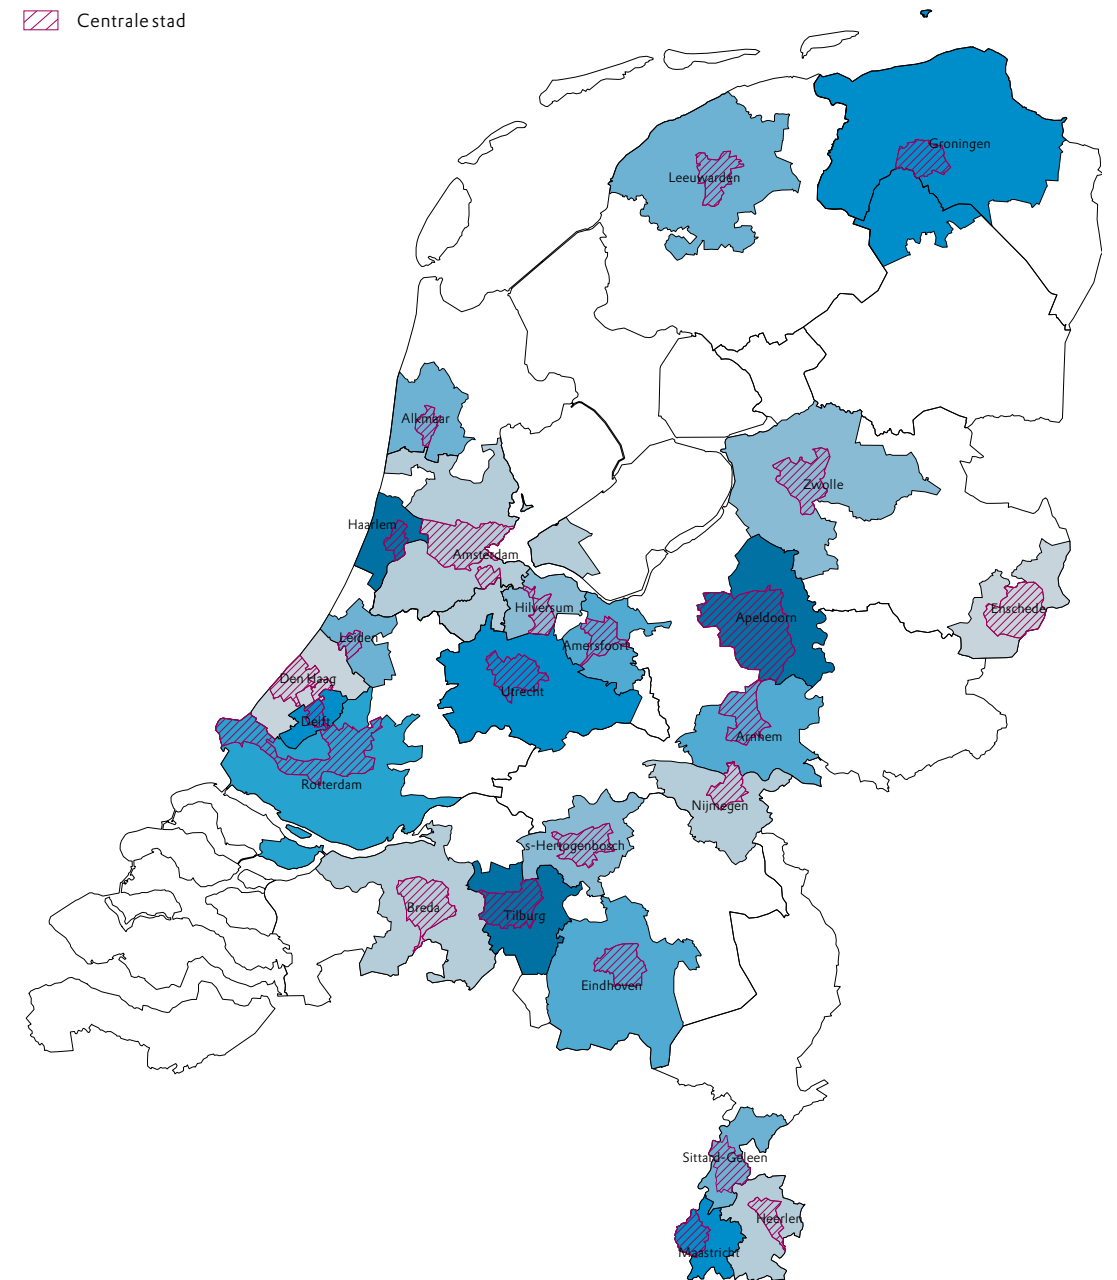 Centrale stad
Groningen
Leeuwarden
Alkmaar
Zwolle
Haarlem
Amsterdam
Hilversum
Enschede
Apeldoorn
Leiden
Amersfoort
Den Haag
Utrecht
Delft
Arnhem
Rotterdam
Nijmegen
s-Hertogenbosch
Breda
Tilburg
Eindhoven
Sittard-Geleen
Heerlen
Maastricht